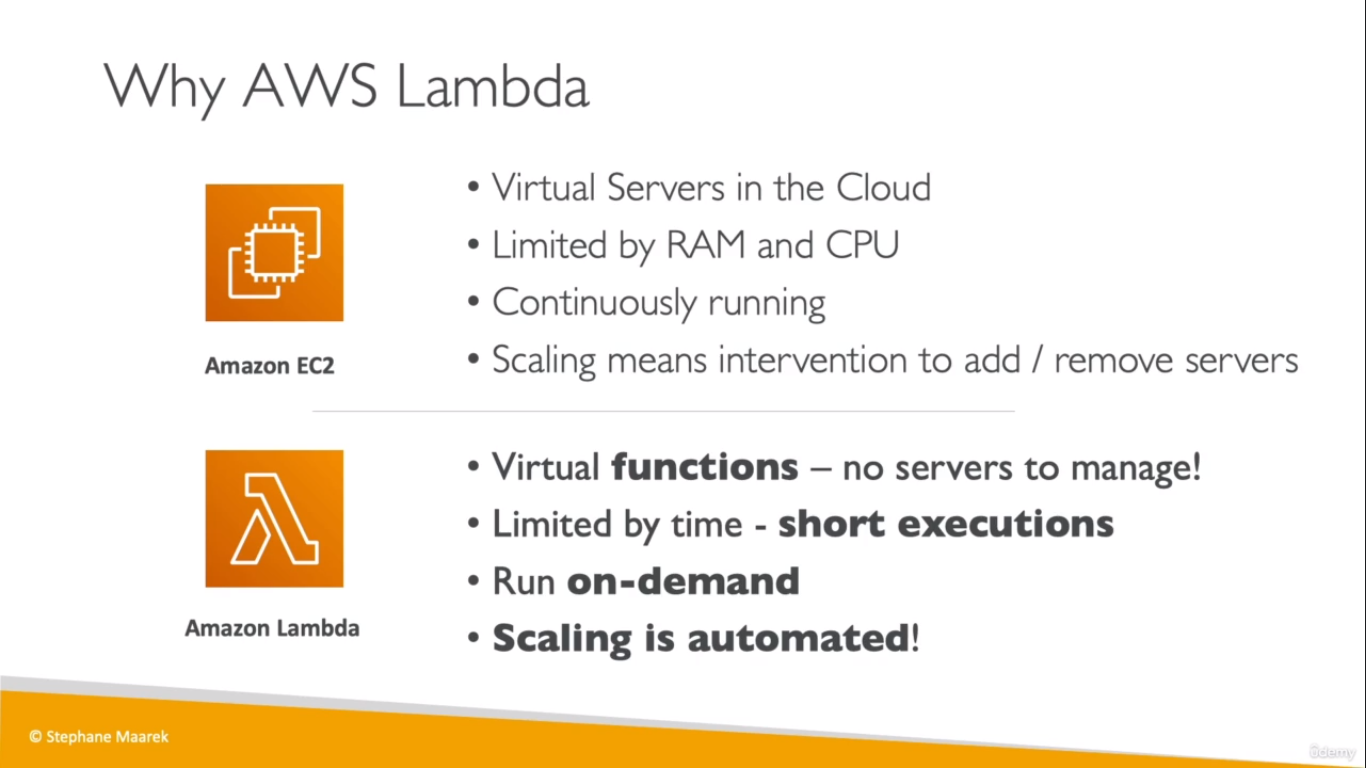 Why AWS Lambda
• Virtual Servers in the Cloud
• Limited by RAM and CPU
• Continuously running
• Scaling means intervention to add / remove servers
Amazon EC2
• Virtual functions – no servers to manage!
• Limited by time - short executions
• Run on-demand
• Scaling is automated!
Amazon Lambda
© Stephane Maarek
ûdemy